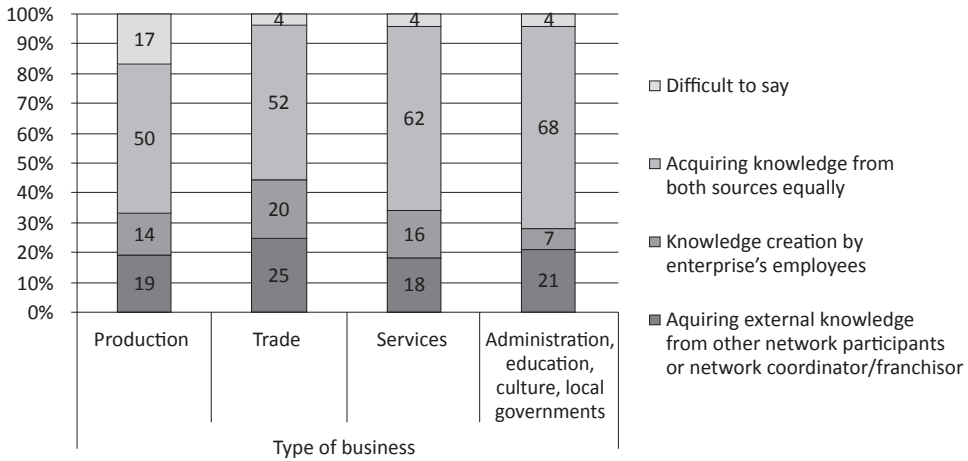 100%
90%
80%
70%
60%
50%
40%
30%
20%
10%
0%
17
50
14
19
4
52
20
25
4
62
16
18
4
68
7
21
Production
Trade
Services
Administration,
education,
culture, local
governments
Type of business
Difficult to say
Acquiring knowledge from
both sources equally
Knowledge creation by
enterprise's employees
Aquiring external knowledge
from other network participants
or network coordinator/franchisor